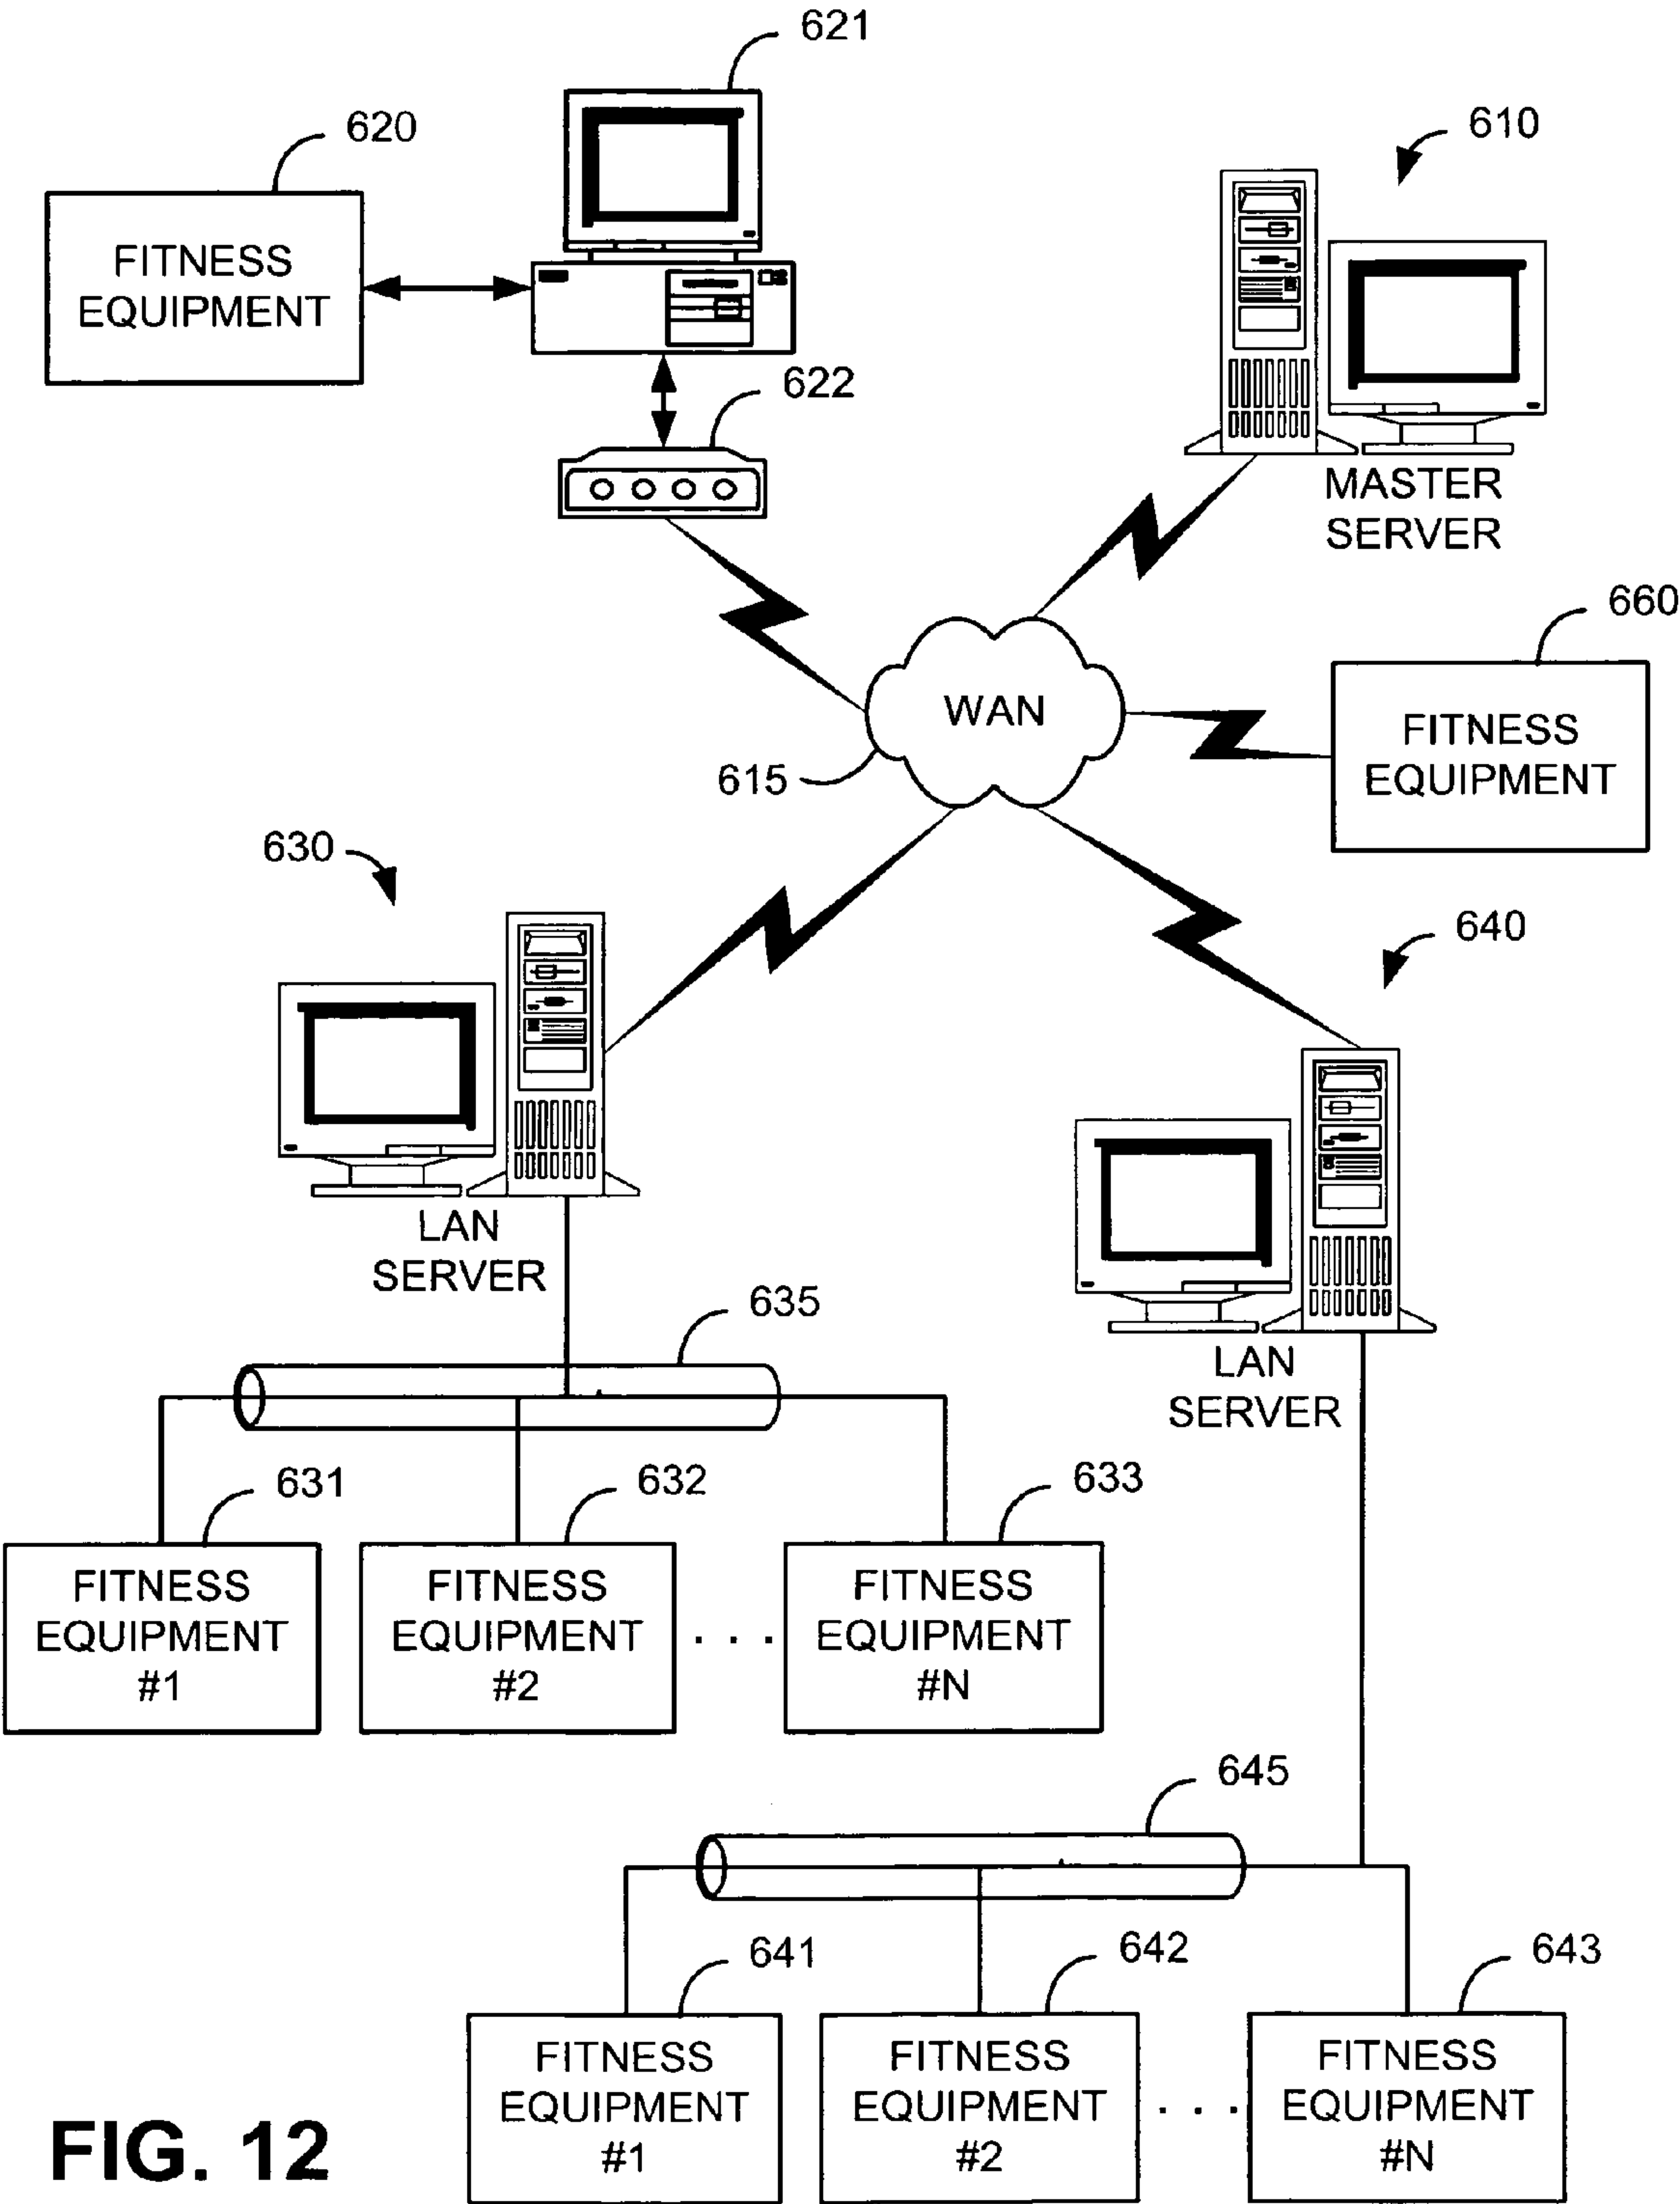 621
620
610
FITNESS
EQUIPMENT
622
MASTER
SERVER
660
WAN
FITNESS
EQUIPMENT
615
630
640
LAN
SERVER
635
LAN
SERVER
631
632
633
FITNESS
EQUIPMENT
#1
FITNESS
EQUIPMENT
#2
. . .
FITNESS
EQUIPMENT
#N
645
641
642
643
FITNESS
EQUIPMENT
#1
FITNESS
EQUIPMENT
#2
. . .
FITNESS
EQUIPMENT
#N
FIG. 12